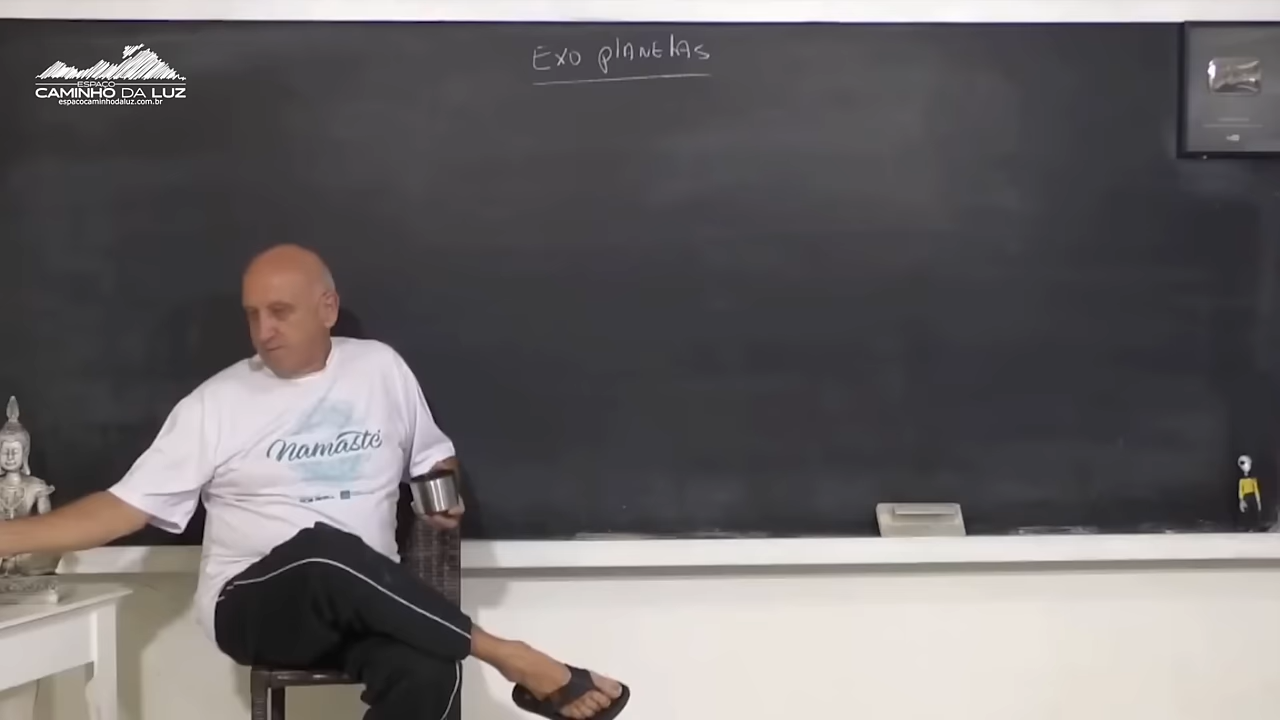 ESPAÇO
CAMINHO DA LUZ
espacocaminhodaluz.com.br
Exo planetas
Namastê